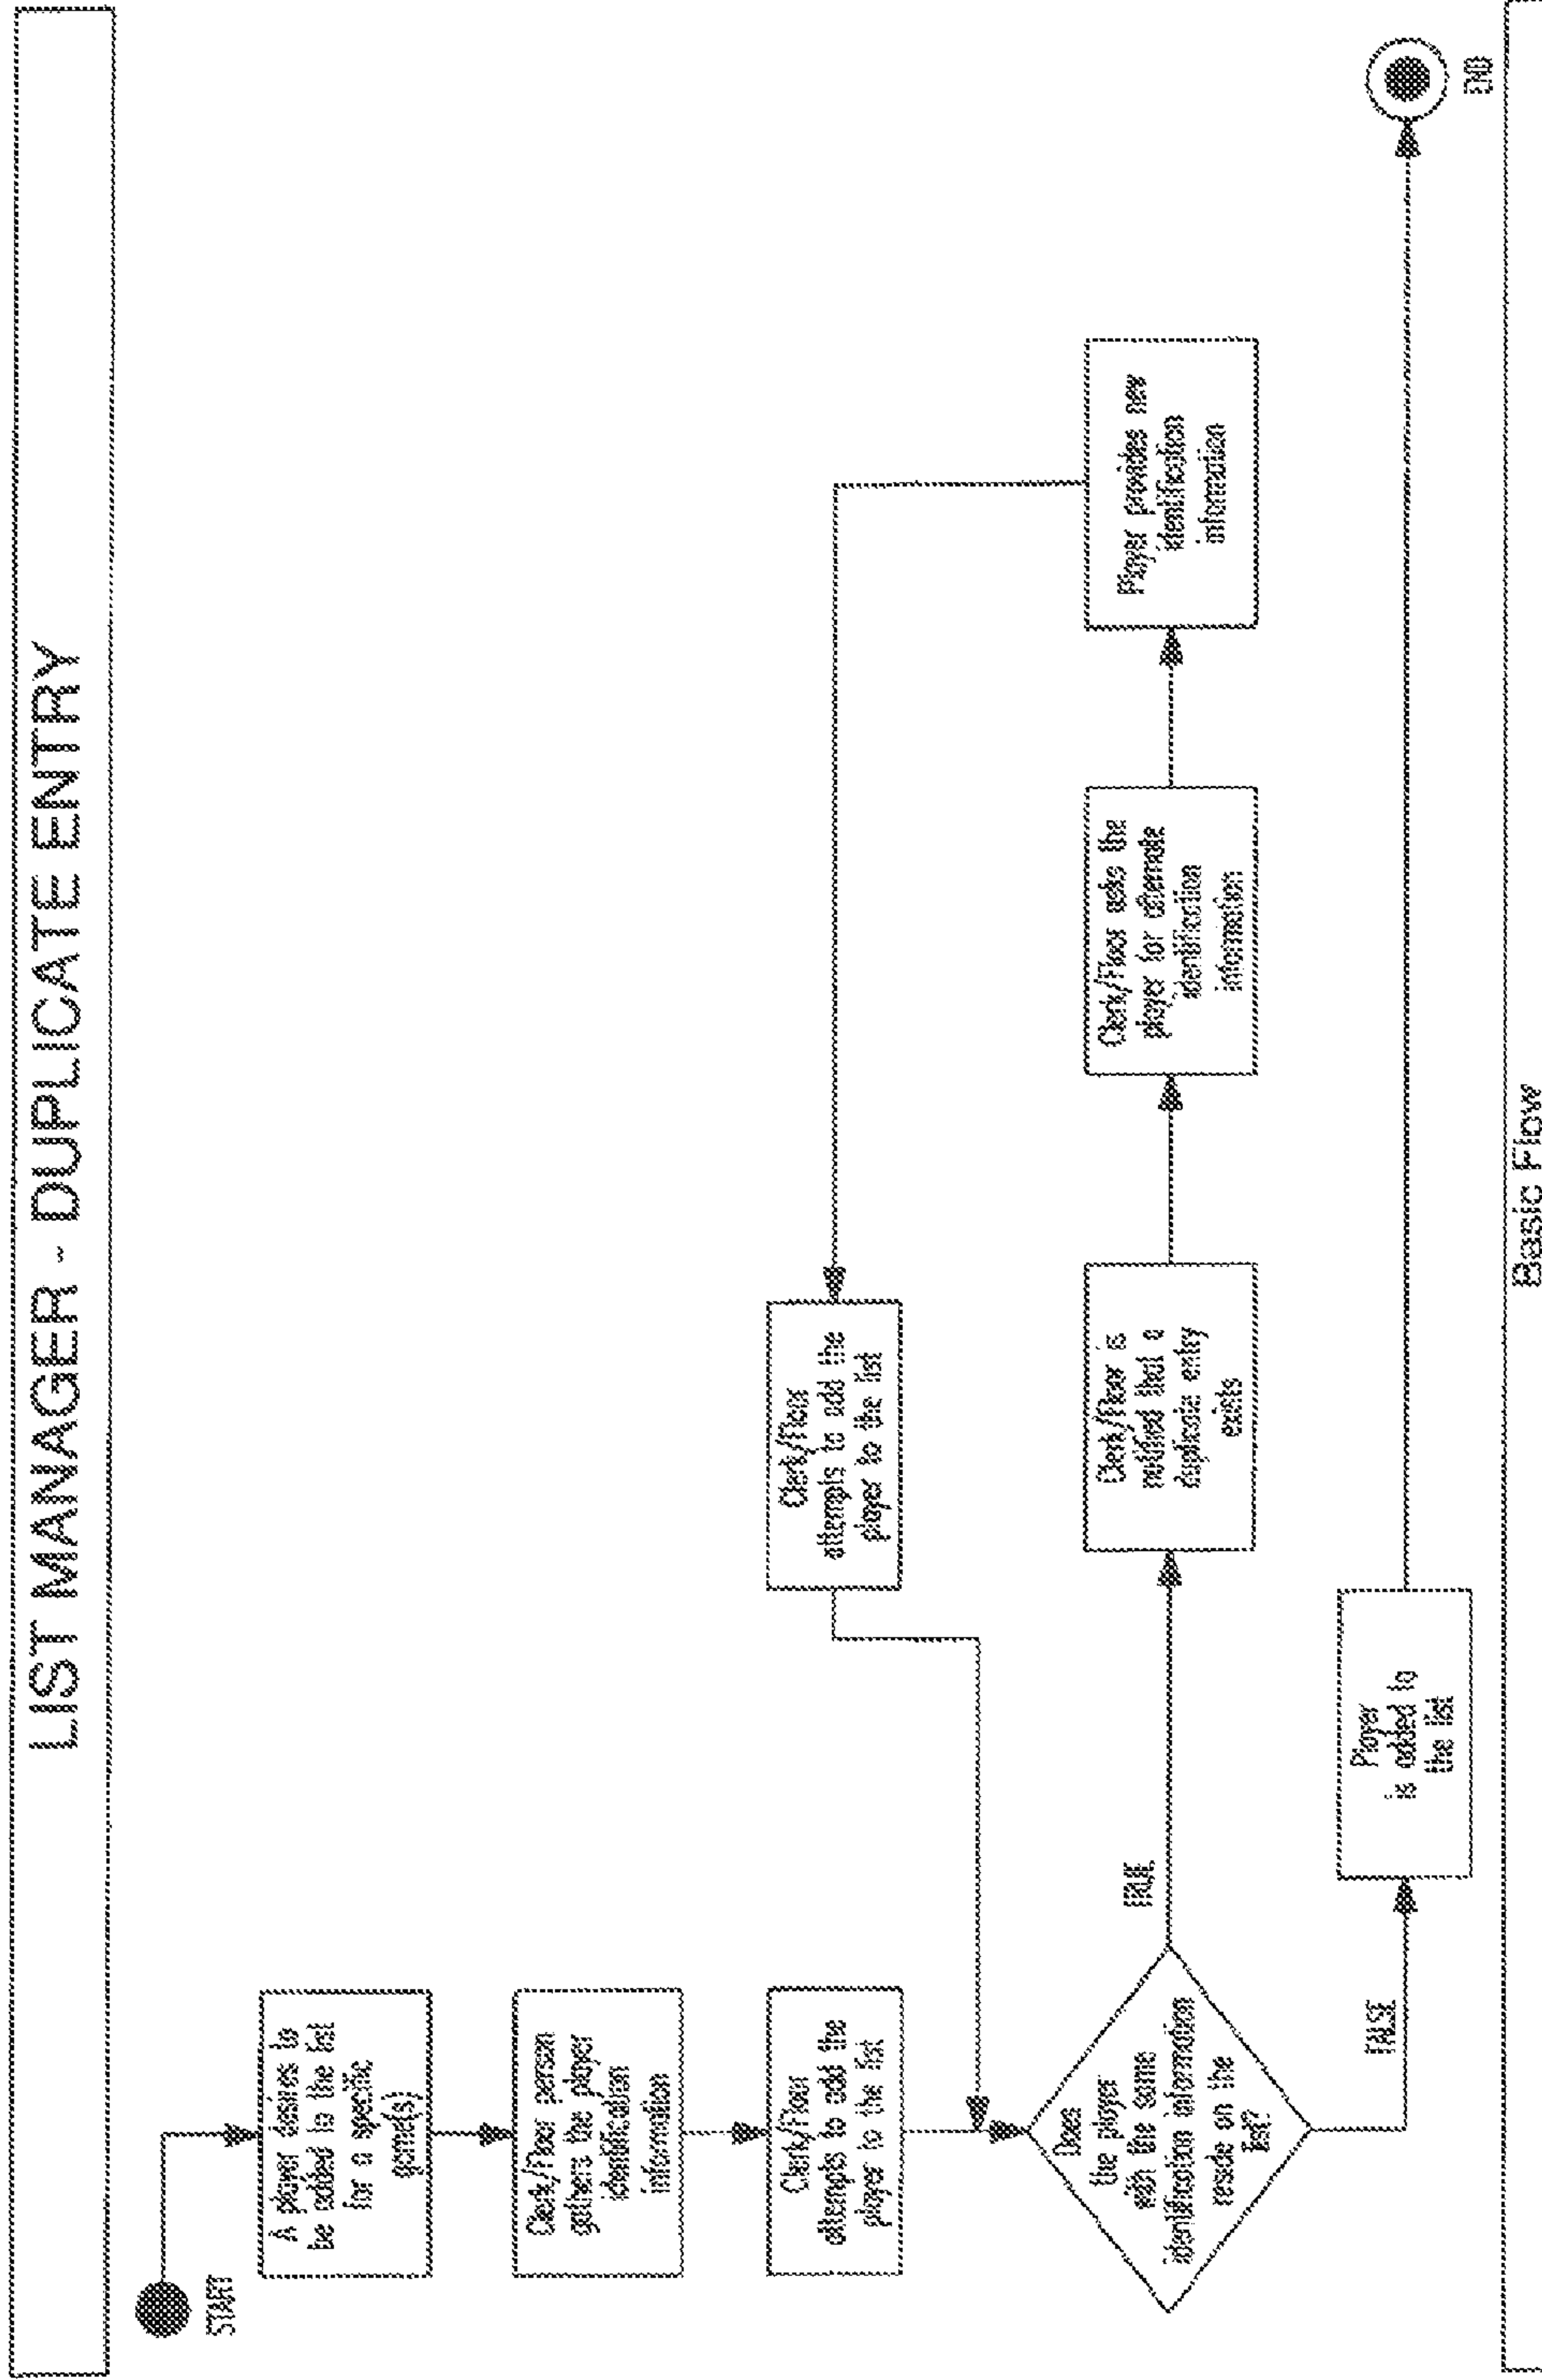 LIST MANAGER - DUPLICATE ENTRY
START
A player desires to
be added to the list
for a specific
game(s)
Clerk/Floor person
gathers the player
identification
information
Clerk/Floor
attempts to add the
player to the list
Clerk/Floor
attempts to add the
player to the list
Does
the player
with the same
identification information
reside on the
list?
TRUE
Clerk/Floor is
notified that a
duplicate entry
exists
Clerk/Floor asks the
player for alternate
identification
information
Player provides new
identification
information
FALSE
Player
is added to
the list
END
Basic Flow